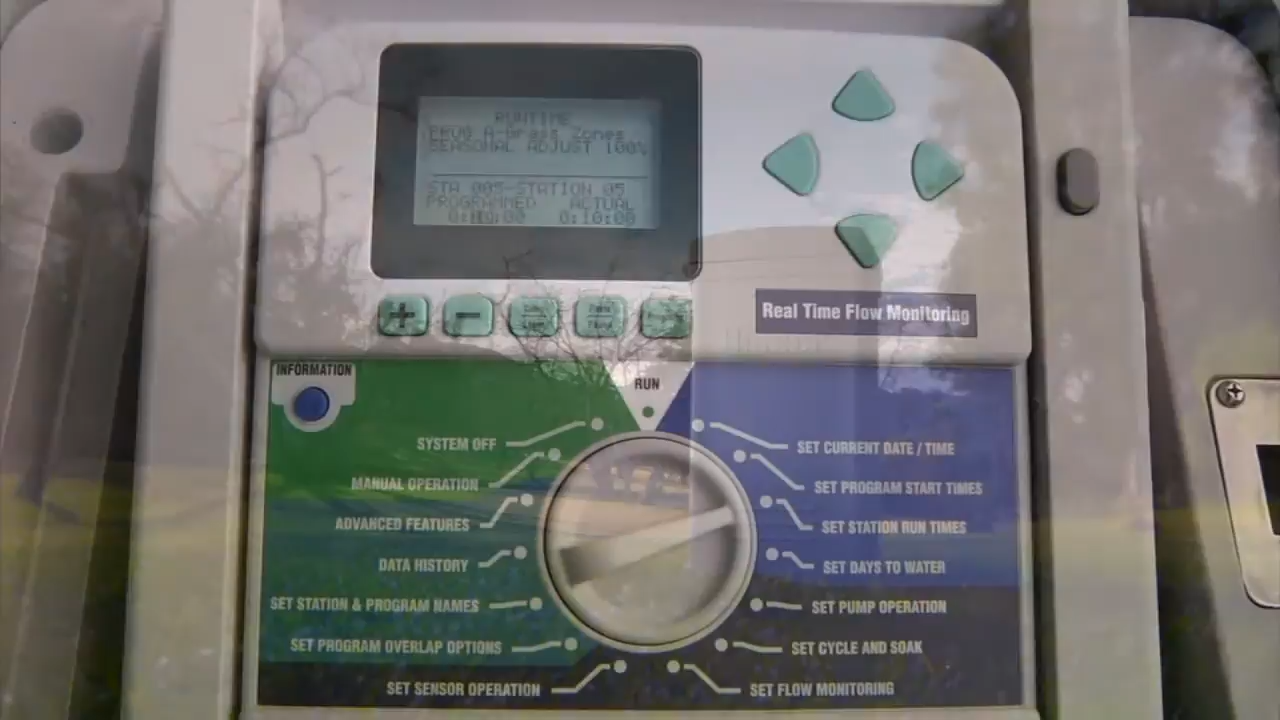 RUNTIME
PROG A-Grass Zones
SEASONAL ADJUST 100%
STA 005-STATION 05
PROGRAMMED ACTUAL
0:10:00 0:10:00
+ −
Real Time Flow Monitoring
INFORMATION
RUN
SYSTEM OFF
MANUAL OPERATION
ADVANCED FEATURES
DATA HISTORY
SET STATION & PROGRAM NAMES
SET PROGRAM OVERLAP OPTIONS
SET SENSOR OPERATION
SET CURRENT DATE / TIME
SET PROGRAM START TIMES
SET STATION RUN TIMES
SET DAYS TO WATER
SET PUMP OPERATION
SET CYCLE AND SOAK
SET FLOW MONITORING